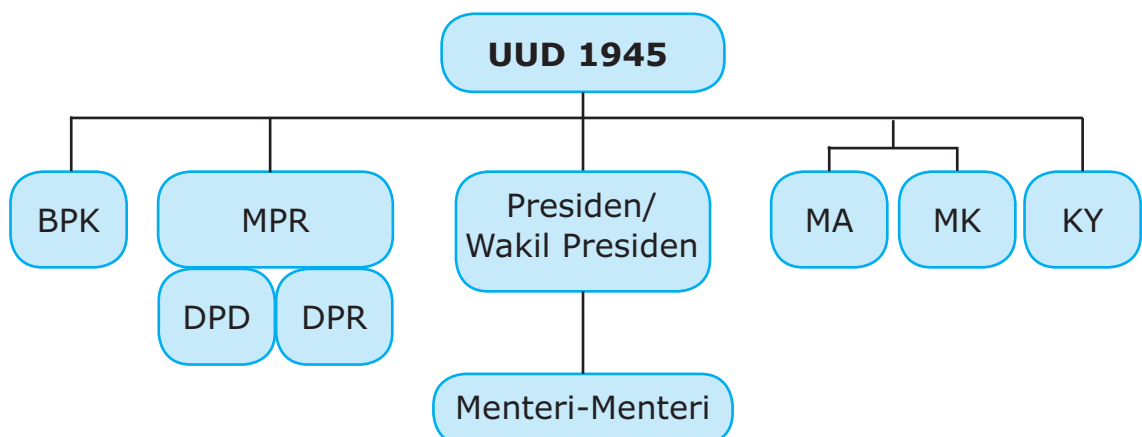 UUD 1945
BPK
MPR
Presiden/
Wakil Presiden
MA
MK
KY
DPD
DPR
Menteri-Menteri